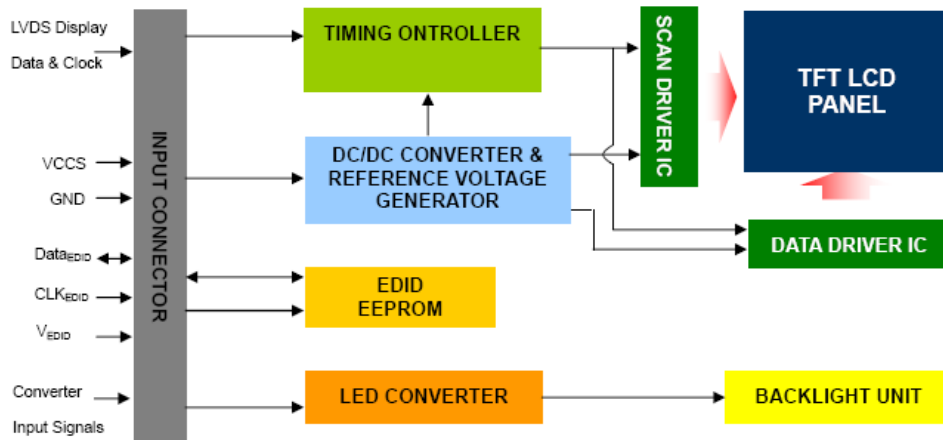 LVDS Display
Data & Clock
VCCS
GND
DataEDID
CLKEDID
VEDID
Converter
Input Signals
INPUT CONNECTOR
TIMING ONTROLLER
DC/DC CONVERTER &
REFERENCE VOLTAGE
GENERATOR
EDID
EEPROM
LED CONVERTER
SCAN DRIVER IC
TFT LCD
PANEL
DATA DRIVER IC
BACKLIGHT UNIT